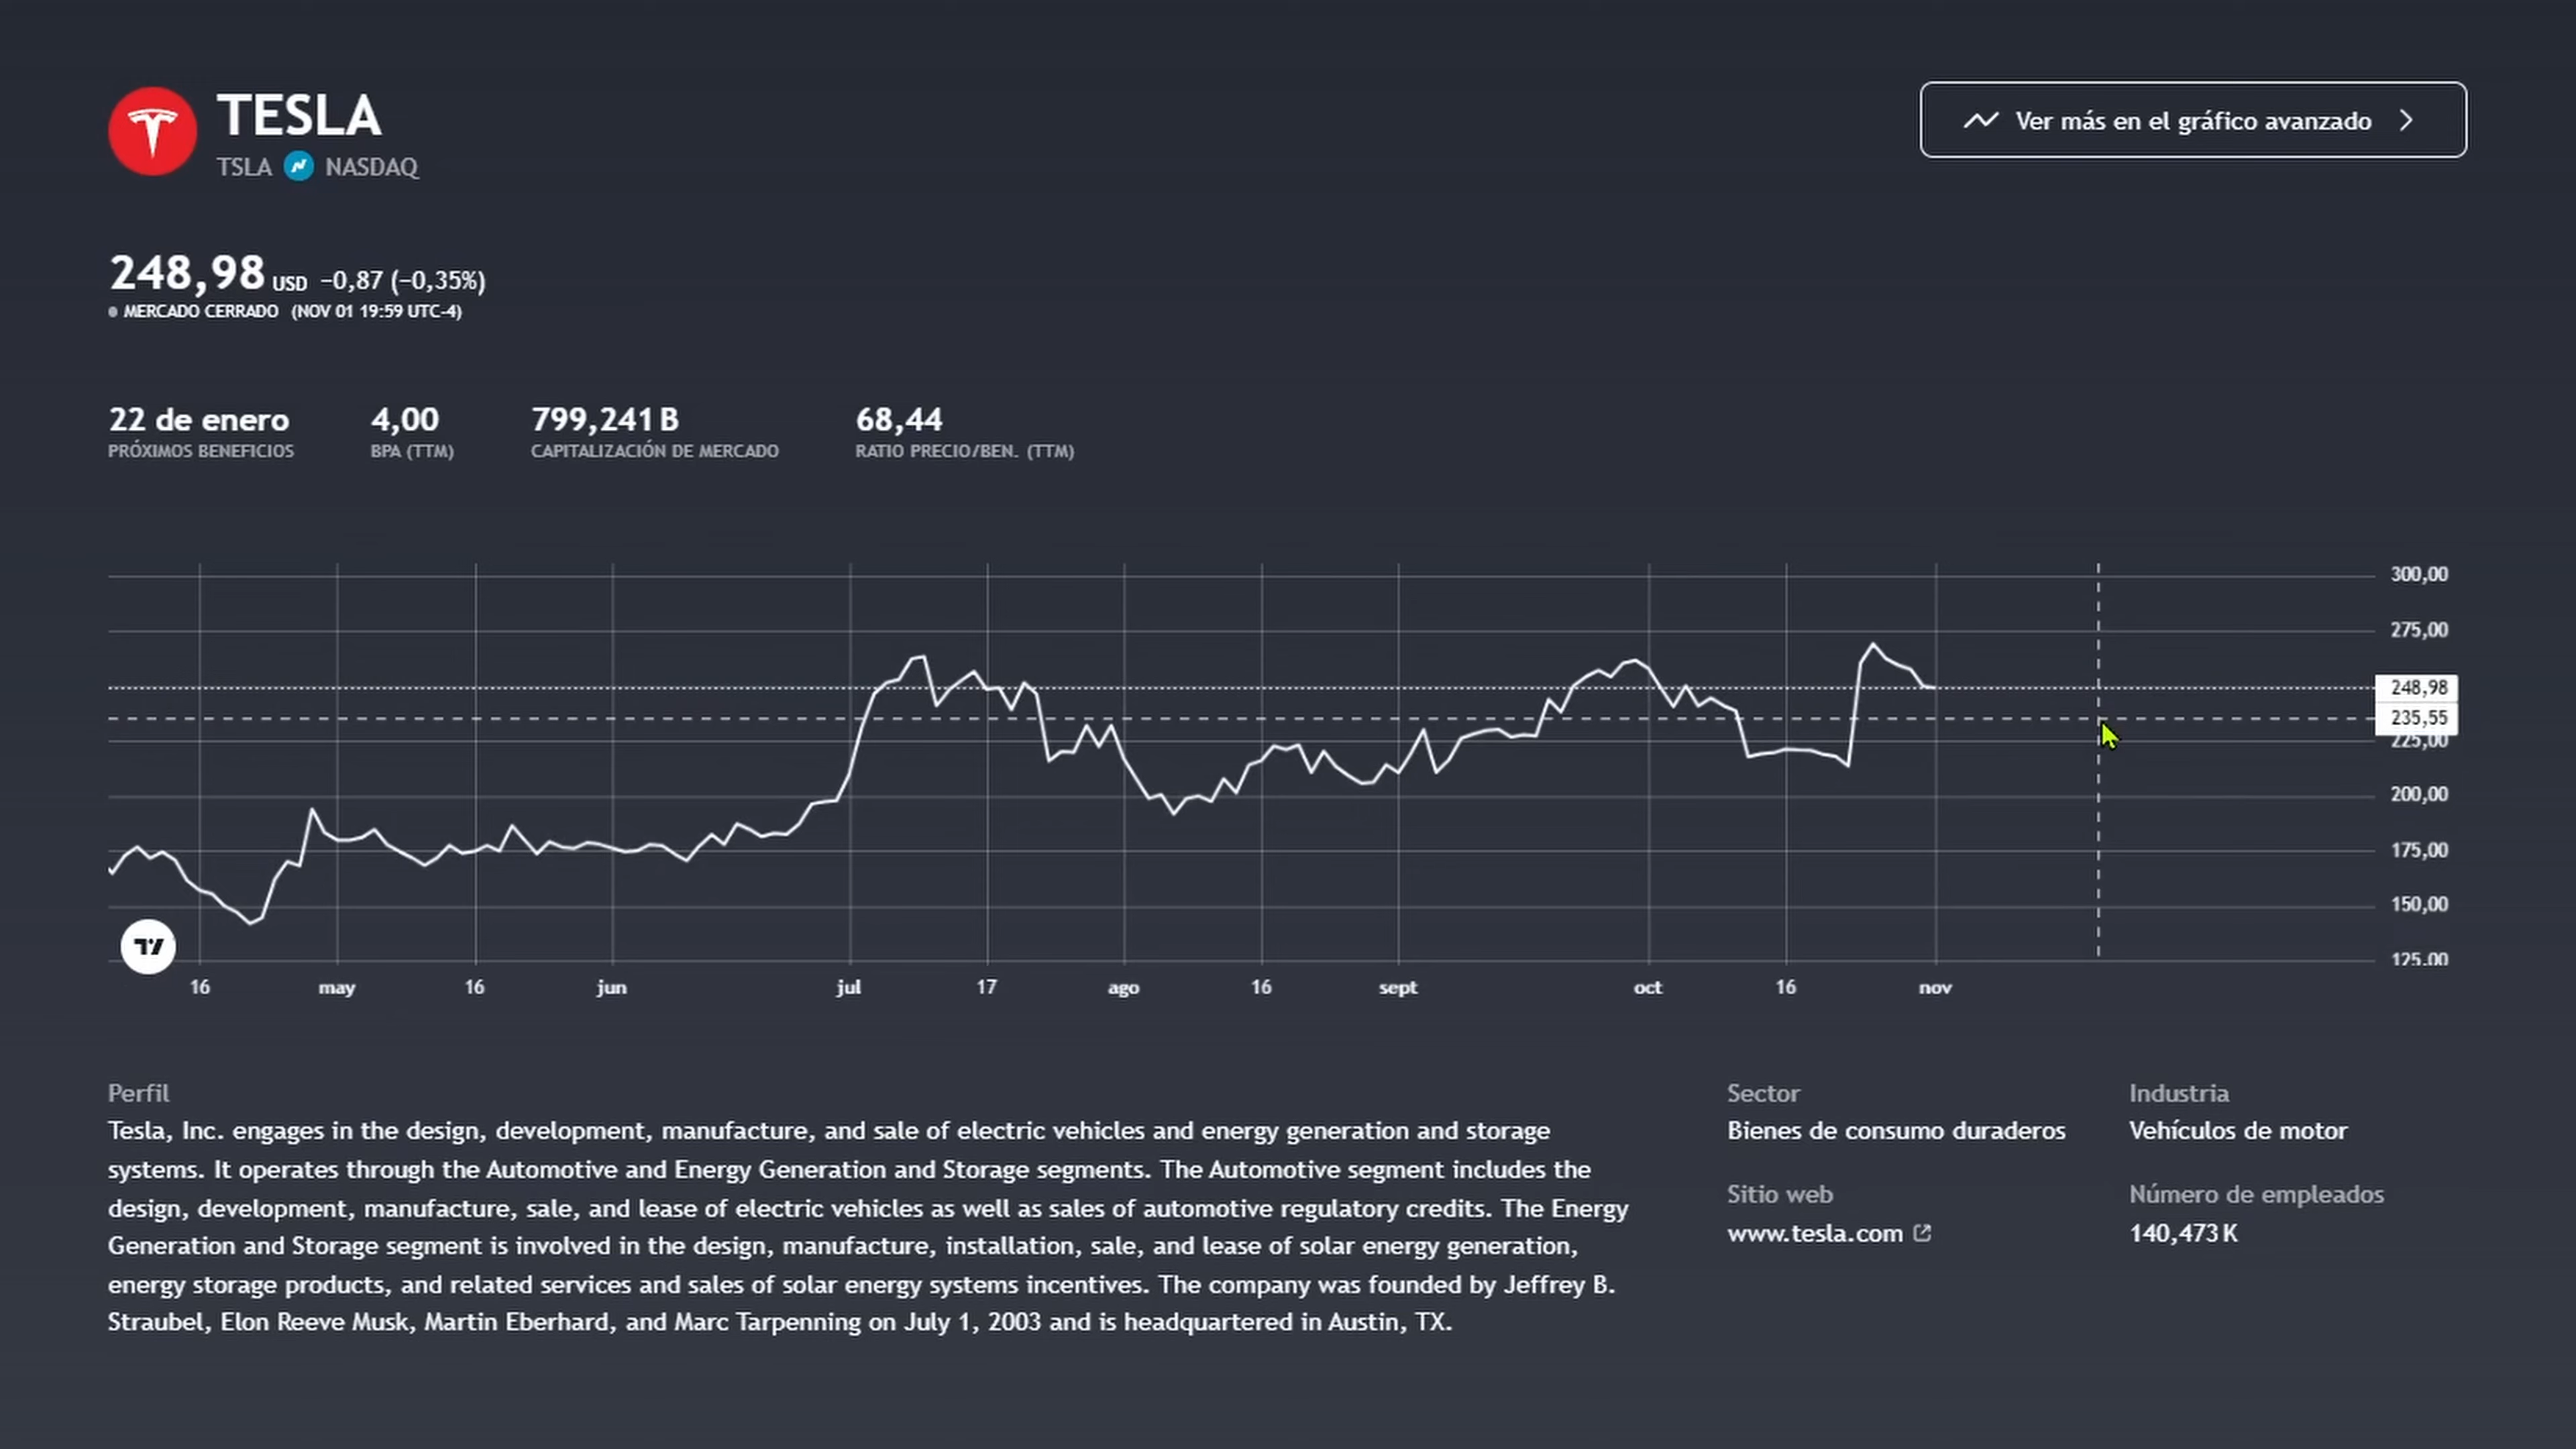 TESLA
TSLA NASDAQ
Ver más en el gráfico avanzado
248,98 USD −0,87 (−0,35%)
MERCADO CERRADO (NOV 01 19:59 UTC-4)
22 de enero 4,00 799,241 B 68,44
PRÓXIMOS BENEFICIOS BPA (TTM) CAPITALIZACIÓN DE MERCADO RATIO PRECIO/BEN. (TTM)
300,00
275,00
248,98
235,55
225,00
200,00
175,00
150,00
125,00
16 may 16 jun jul 17 ago 16 sept oct 16 nov
Perfil
Tesla, Inc. engages in the design, development, manufacture, and sale of electric vehicles and energy generation and storage
systems. It operates through the Automotive and Energy Generation and Storage segments. The Automotive segment includes the
design, development, manufacture, sale, and lease of electric vehicles as well as sales of automotive regulatory credits. The Energy
Generation and Storage segment is involved in the design, manufacture, installation, sale, and lease of solar energy generation,
energy storage products, and related services and sales of solar energy systems incentives. The company was founded by Jeffrey B.
Straubel, Elon Reeve Musk, Martin Eberhard, and Marc Tarpenning on July 1, 2003 and is headquartered in Austin, TX.
Sector
Bienes de consumo duraderos
Industria
Vehículos de motor
Sitio web
www.tesla.com
Número de empleados
140,473 K